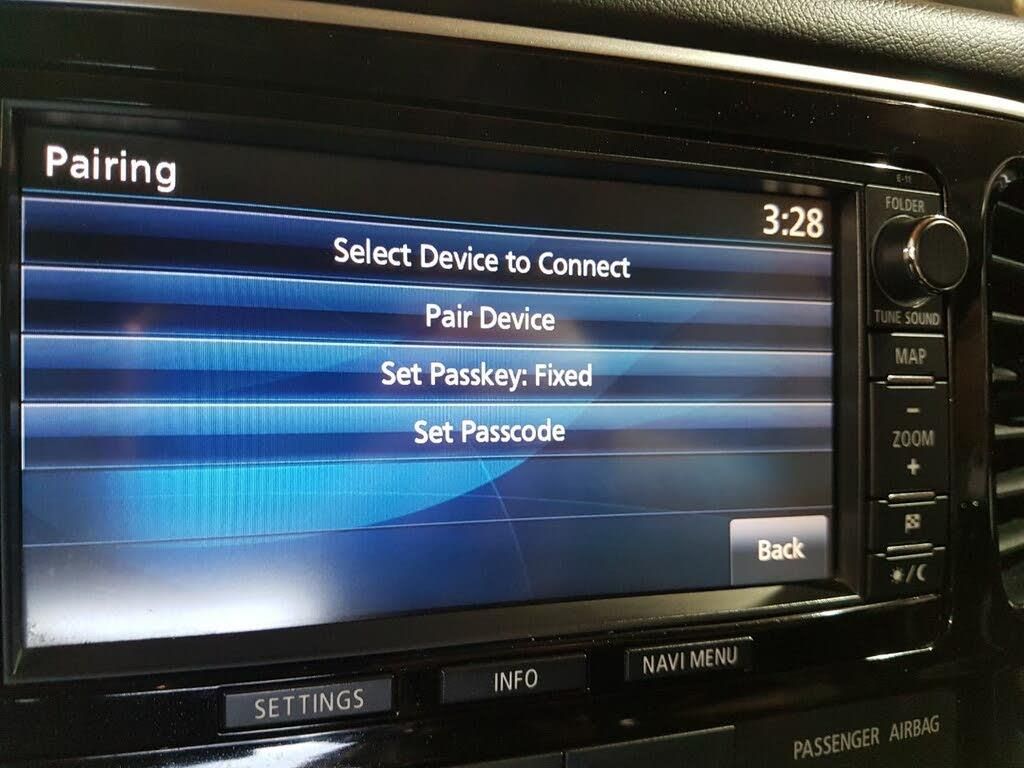 Pairing
3:28
Select Device to Connect
Pair Device
Set Passkey: Fixed
Set Passcode
Back
E-11
FOLDER
TUNE SOUND
MAP
−
ZOOM
+
SETTINGS
INFO
NAVI MENU
PASSENGER AIRBAG